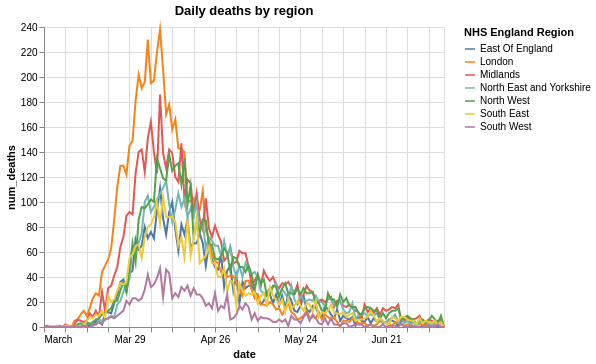 Daily deaths by region
num_deaths
240
220
200
180
160
140
120
100
80
60
40
20
0
March Mar 29 Apr 26 May 24 Jun 21
date
NHS England Region
East Of England
London
Midlands
North East and Yorkshire
North West
South East
South West